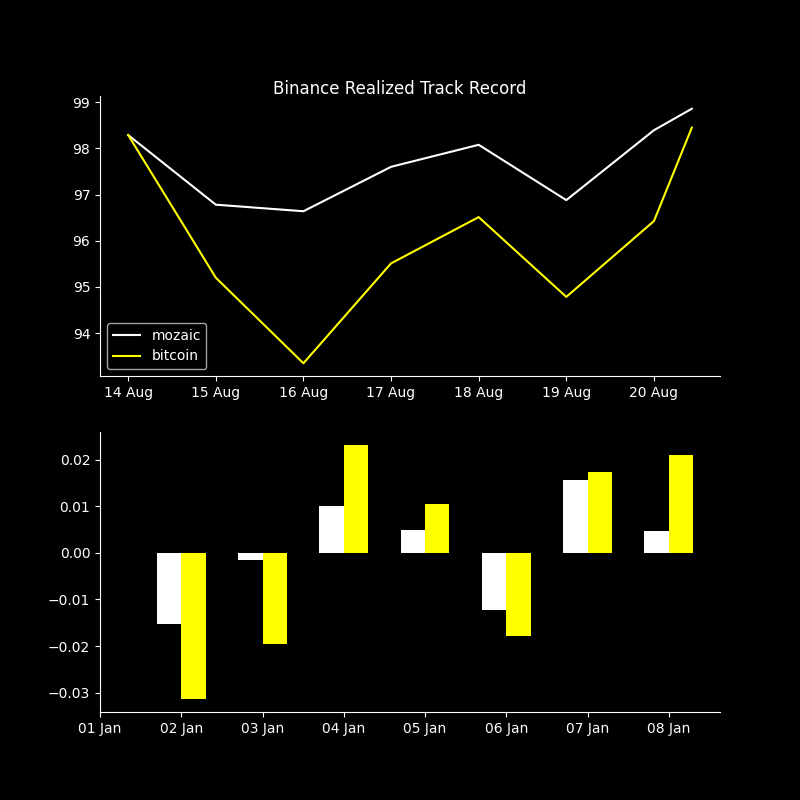 Binance Realized Track Record
99
98
97
96
95
94
mozaic
bitcoin
14 Aug 15 Aug 16 Aug 17 Aug 18 Aug 19 Aug 20 Aug
0.02
0.01
0.00
−0.01
−0.02
−0.03
01 Jan 02 Jan 03 Jan 04 Jan 05 Jan 06 Jan 07 Jan 08 Jan